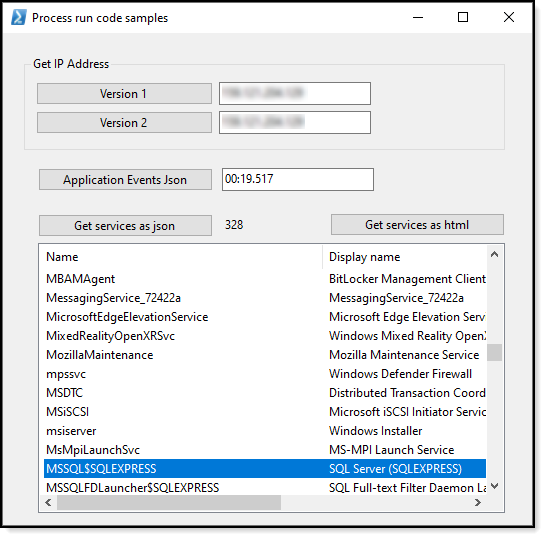 Process run code samples
Get IP Address
Version 1
Version 2
Application Events Json 00:19.517
Get services as json 328 Get services as html
Name Display name
MBAMAgent BitLocker Management Client
MessagingService_72422a MessagingService_72422a
MicrosoftEdgeElevationService Microsoft Edge Elevation Serv
MixedRealityOpenXRSvc Windows Mixed Reality OpenX
MozillaMaintenance Mozilla Maintenance Service
mpssvc Windows Defender Firewall
MSDTC Distributed Transaction Coord
MSiSCSI Microsoft iSCSI Initiator Servic
msiserver Windows Installer
MsMpiLaunchSvc MS-MPI Launch Service
MSSQL$SQLEXPRESS SQL Server (SQLEXPRESS)
MSSQLFDLauncher$SQLEXPRESS SQL Full-text Filter Daemon La